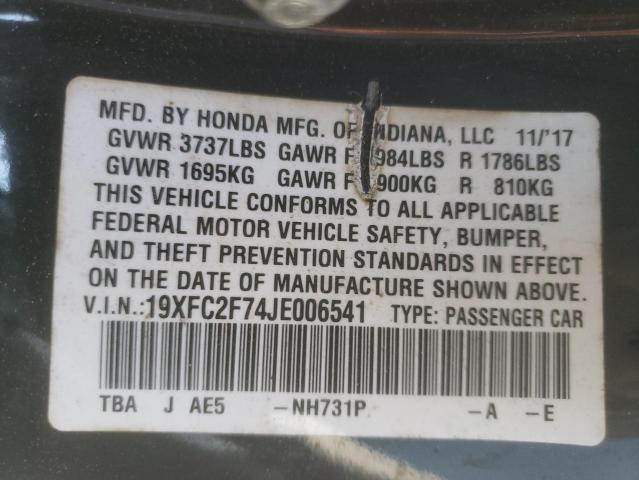 MFD. BY HONDA MFG. OF INDIANA, LLC 11/'17
GVWR 3737LBS GAWR F 984LBS R 1786LBS
GVWR 1695KG GAWR F 900KG R 810KG
THIS VEHICLE CONFORMS TO ALL APPLICABLE
FEDERAL MOTOR VEHICLE SAFETY, BUMPER,
AND THEFT PREVENTION STANDARDS IN EFFECT
ON THE DATE OF MANUFACTURE SHOWN ABOVE.
V.I.N.:19XFC2F74JE006541 TYPE: PASSENGER CAR
TBA J AE5 –NH731P –A –E